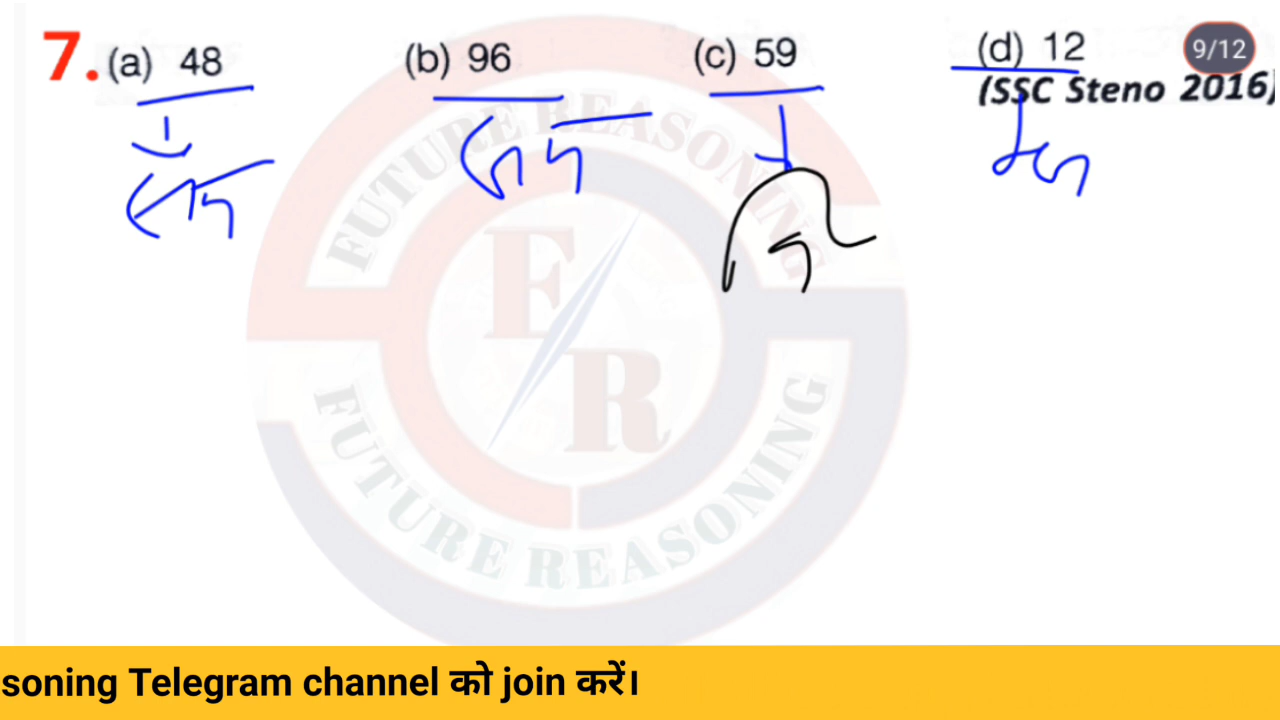 7. (a) 48 (b) 96 (c) 59 (d) 12 9/12
(SSC Steno 2016)
FUTURE REASONING
E
R
FUTURE REASONING
soning Telegram channel को join करें।